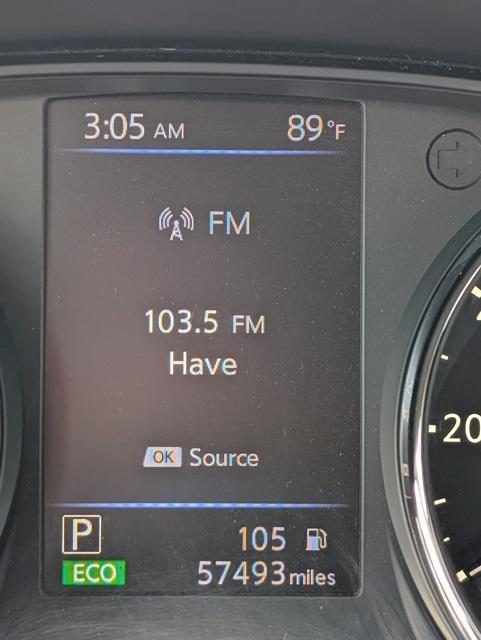 3:05 AM 89°F
FM
103.5 FM
Have
OK Source
P 105
ECO 57493 miles
20